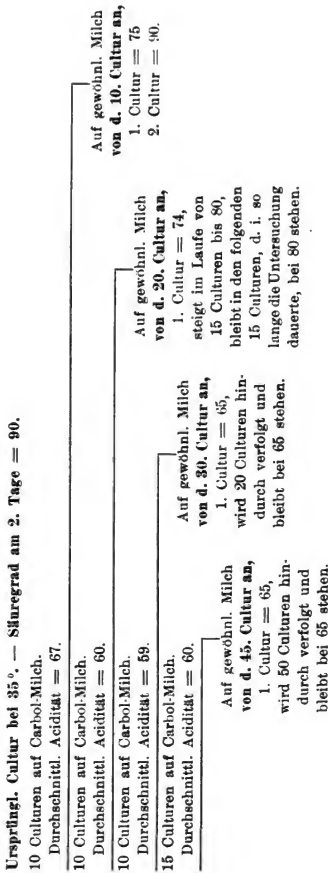 Ursprüngl. Cultur bei 35°. — Säuregrad am 2. Tage = 90.
10 Culturen auf Carbol-Milch.
Durchschnittl. Acidität = 67.
10 Culturen auf Carbol-Milch.
Durchschnittl. Acidität = 60.
10 Culturen auf Carbol-Milch.
Durchschnittl. Acidität = 59.
15 Culturen auf Carbol-Milch.
Durchschnittl. Acidität = 60.
Auf gewöhnl. Milch
von d. 45. Cultur an,
1. Cultur = 65,
wird 50 Culturen hin-
durch verfolgt und
bleibt bei 65 stehen.
Auf gewöhnl. Milch
von d. 30. Cultur an,
1. Cultur = 65,
wird 20 Culturen hin-
durch verfolgt und
bleibt bei 65 stehen.
Auf gewöhnl. Milch
von d. 20. Cultur an,
1. Cultur = 74,
steigt im Laufe von
15 Culturen bis 80,
bleibt in den folgenden
15 Culturen, d. i. so
lange die Untersuchung
dauerte, bei 80 stehen.
Auf gewöhnl. Milch
von d. 10. Cultur an,
1. Cultur = 75
2. Cultur = 90.